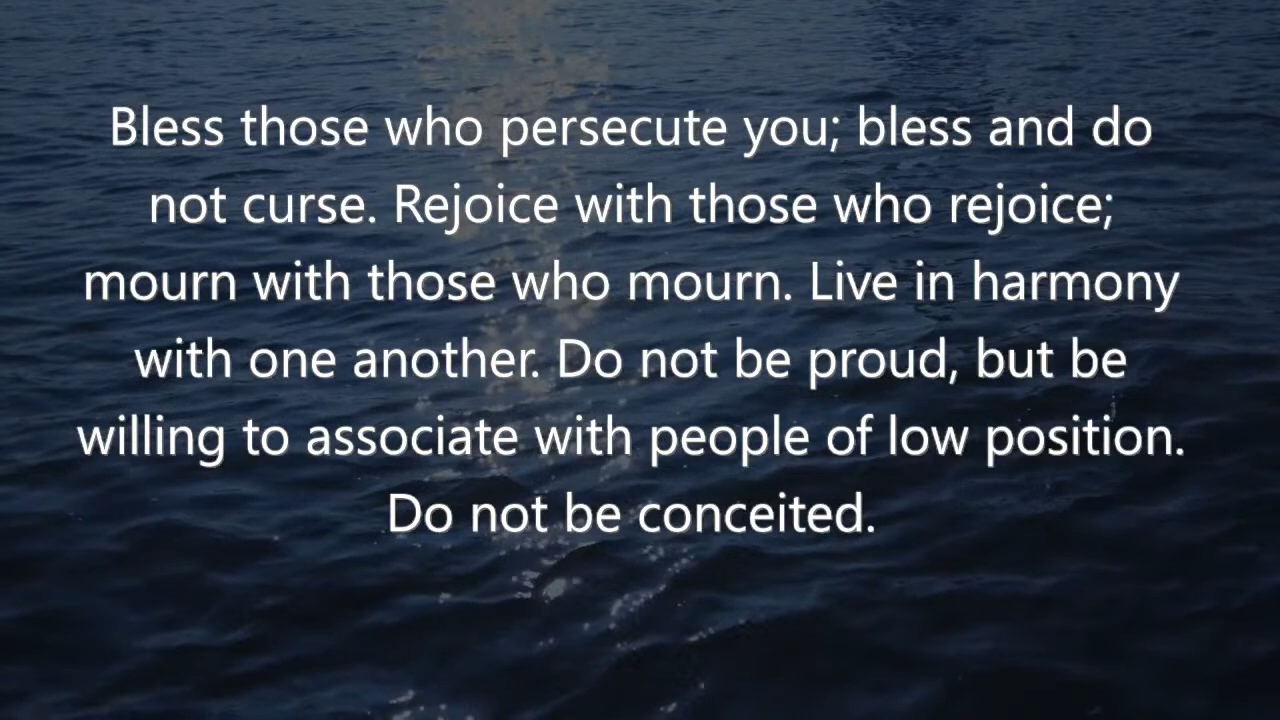 Bless those who persecute you; bless and do
not curse. Rejoice with those who rejoice;
mourn with those who mourn. Live in harmony
with one another. Do not be proud, but be
willing to associate with people of low position.
Do not be conceited.